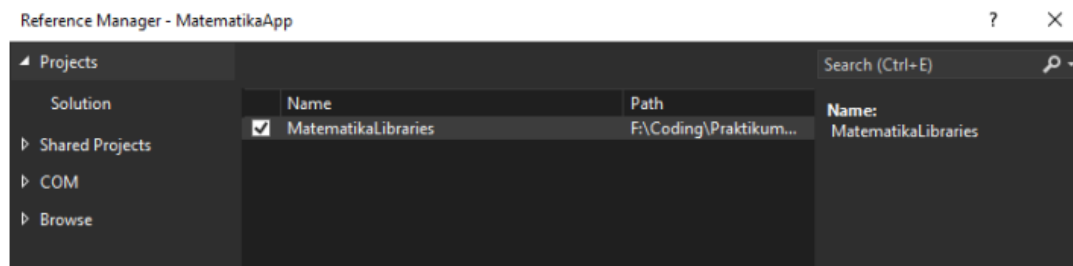 Reference Manager - MatematikaApp ? ×
Projects
Search (Ctrl+E)
Solution
Name Path
MatematikaLibraries F:\Coding\Praktikum...
Name:
MatematikaLibraries
Shared Projects
COM
Browse